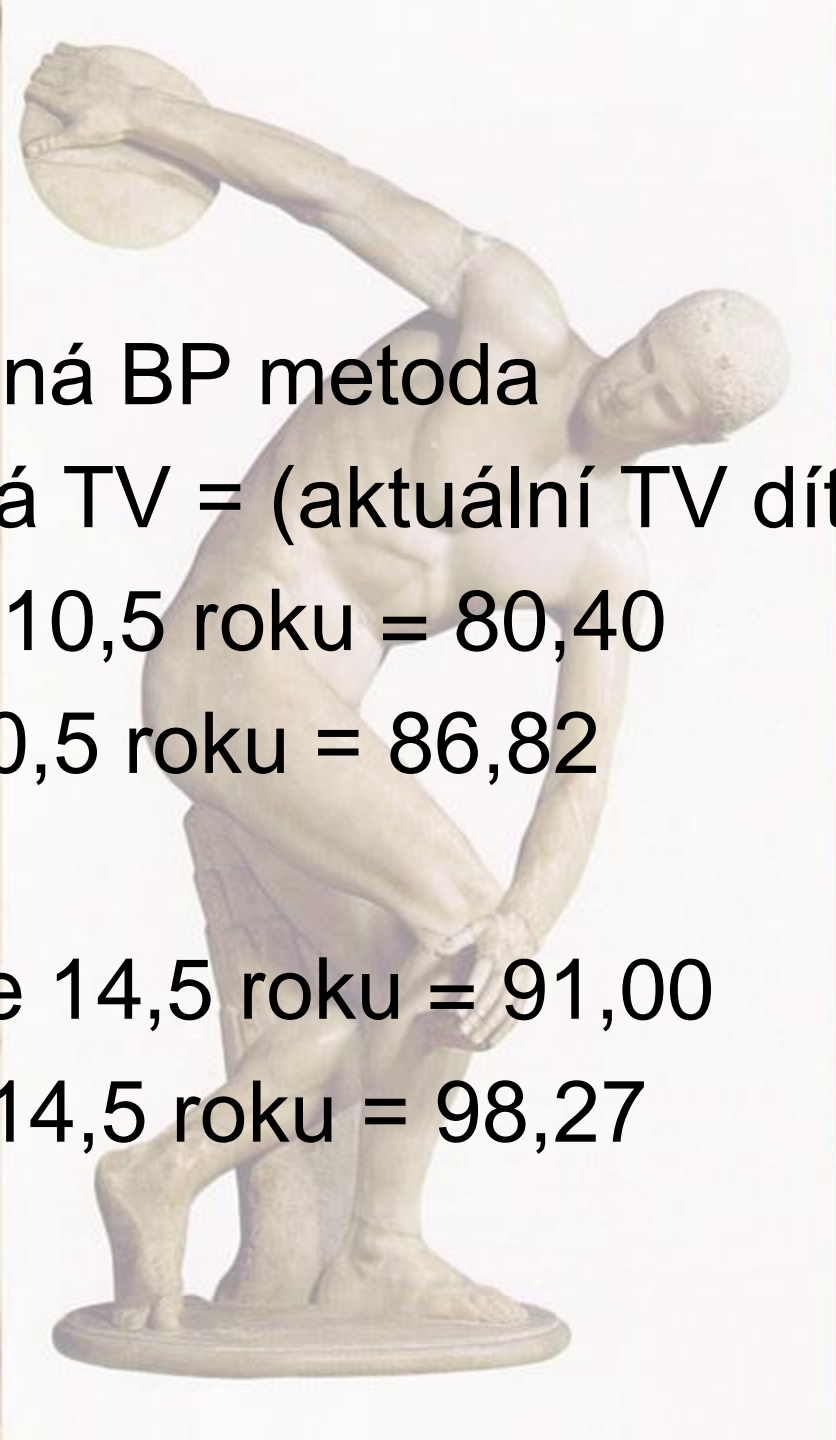 ná BP metoda
á TV = (aktuální TV dít
10,5 roku = 80,40
0,5 roku = 86,82
e 14,5 roku = 91,00
14,5 roku = 98,27